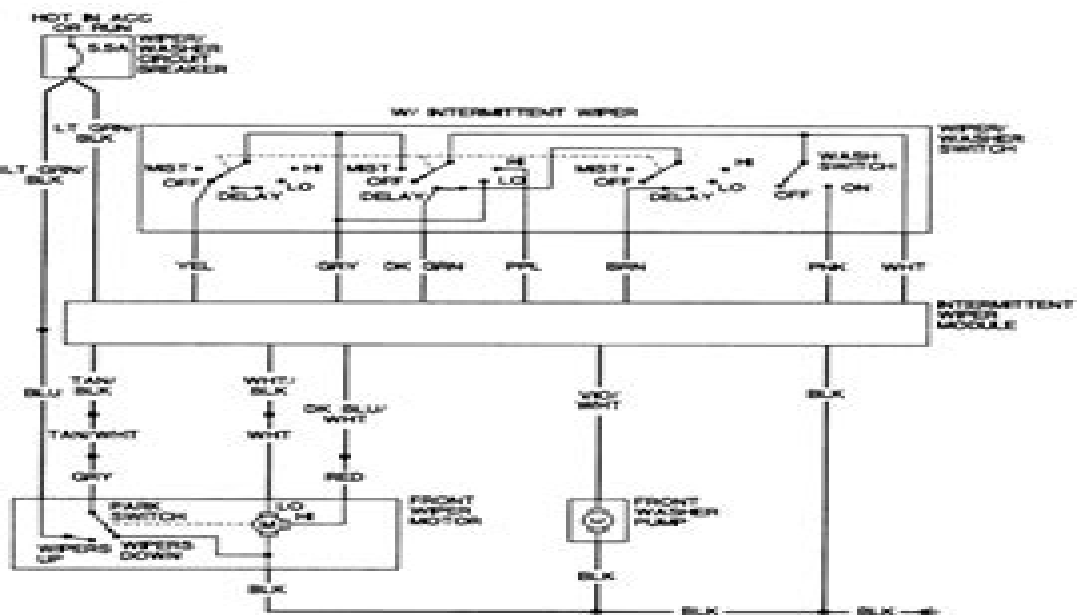 HOT IN ACC
OR RUN
5.5A
WIPER/
WASHER
CIRCUIT
BREAKER
W/ INTERMITTENT WIPER
LT GRN/
BLK
LT GRN/
BLK
WIPER/
WASHER
SWITCH
MIST
OFF
DELAY
LO
HI
MIST
OFF
DELAY
HI
LO
MIST
OFF
DELAY
LO
HI
WASH
SWITCH
OFF
ON
YEL
GRY
DK GRN
PPL
BRN
PNK
WHT
INTERMITTENT
WIPER
MODULE
BLU
TAN/
BLK
WHT/
BLK
DK BLU/
WHT
VIO/
WHT
BLK
TAN/WHT
WHT
GRY
RED
PARK
SWITCH
LO
HI
M
WIPERS
UP
WIPERS
DOWN
FRONT
WIPER
MOTOR
FRONT
WASHER
PUMP
BLK
BLK
BLK
BLK